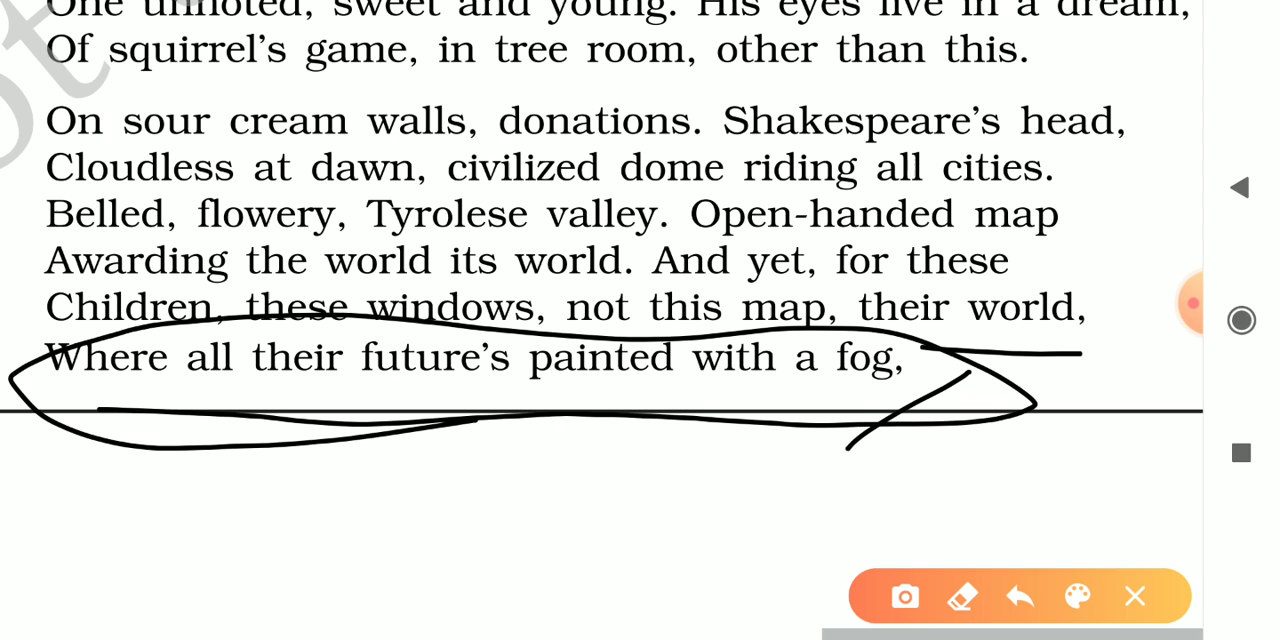 One unnoted, sweet and young. His eyes live in a dream,
Of squirrel's game, in tree room, other than this.
On sour cream walls, donations. Shakespeare's head,
Cloudless at dawn, civilized dome riding all cities.
Belled, flowery, Tyrolese valley. Open-handed map
Awarding the world its world. And yet, for these
Children, these windows, not this map, their world,
Where all their future's painted with a fog,